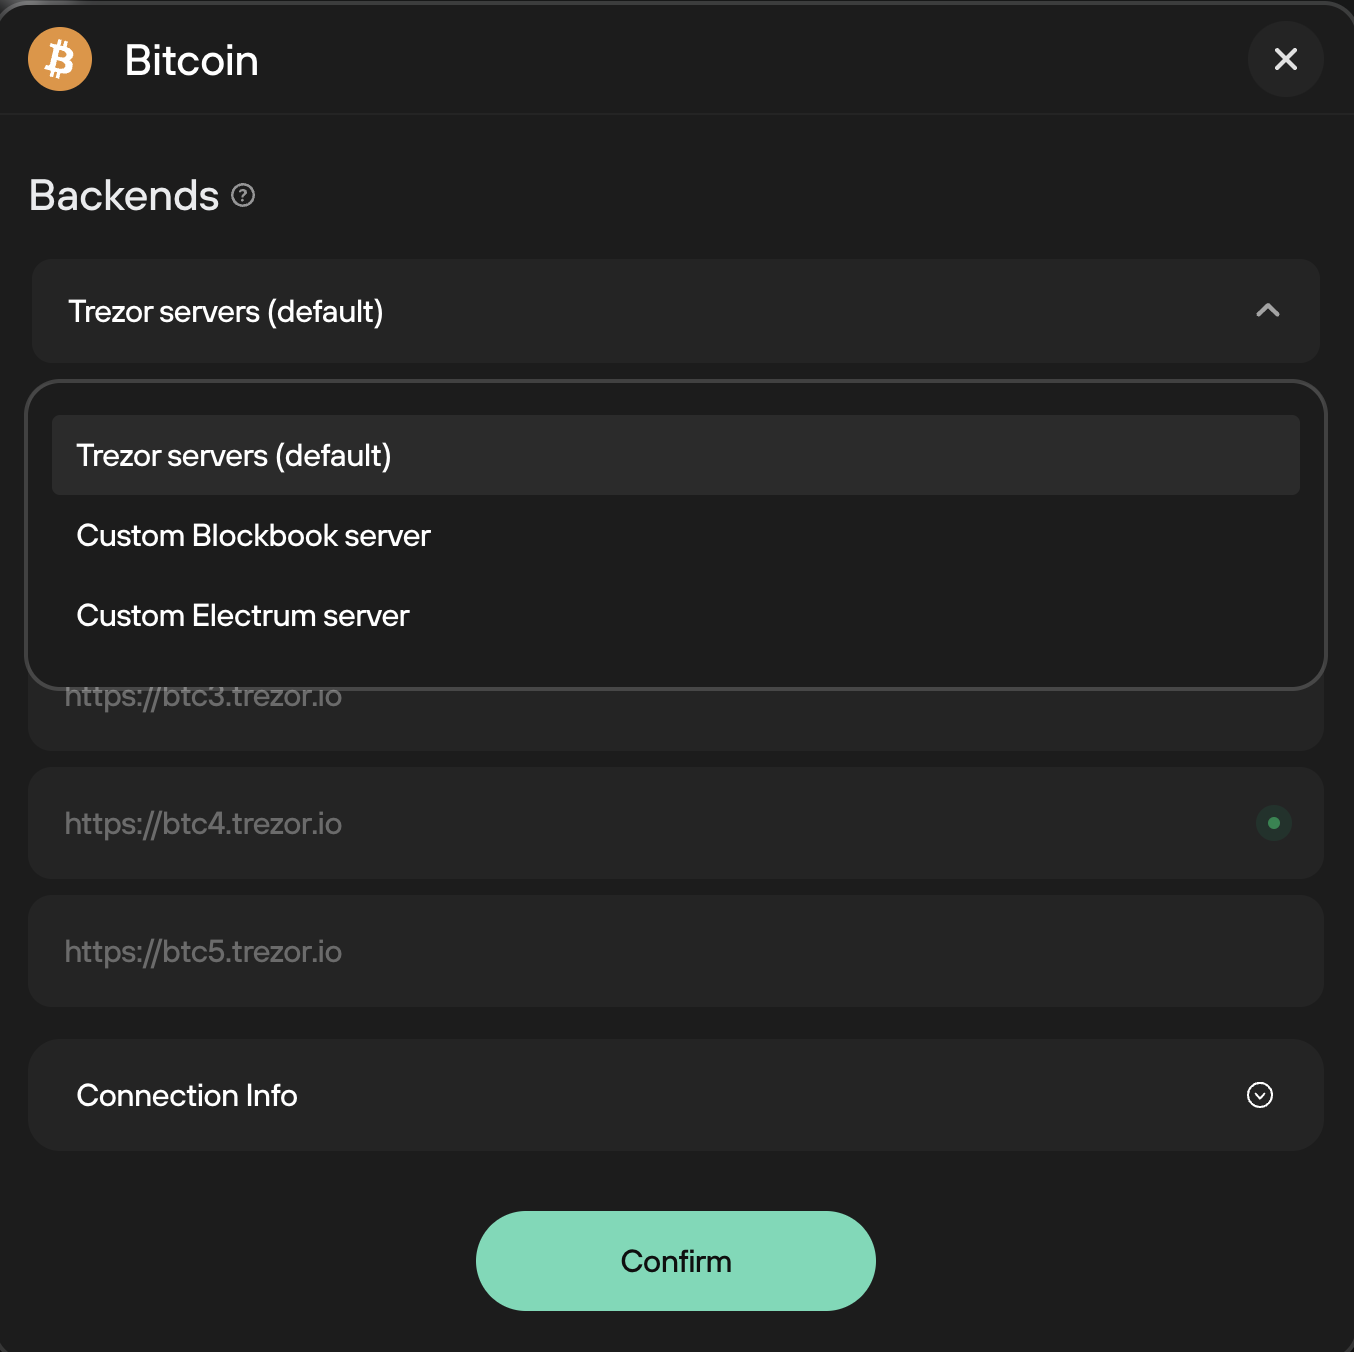 Bitcoin
Backends
Trezor servers (default)
Trezor servers (default)
Custom Blockbook server
Custom Electrum server
https://btc3.trezor.io
https://btc4.trezor.io
https://btc5.trezor.io
Connection Info
Confirm